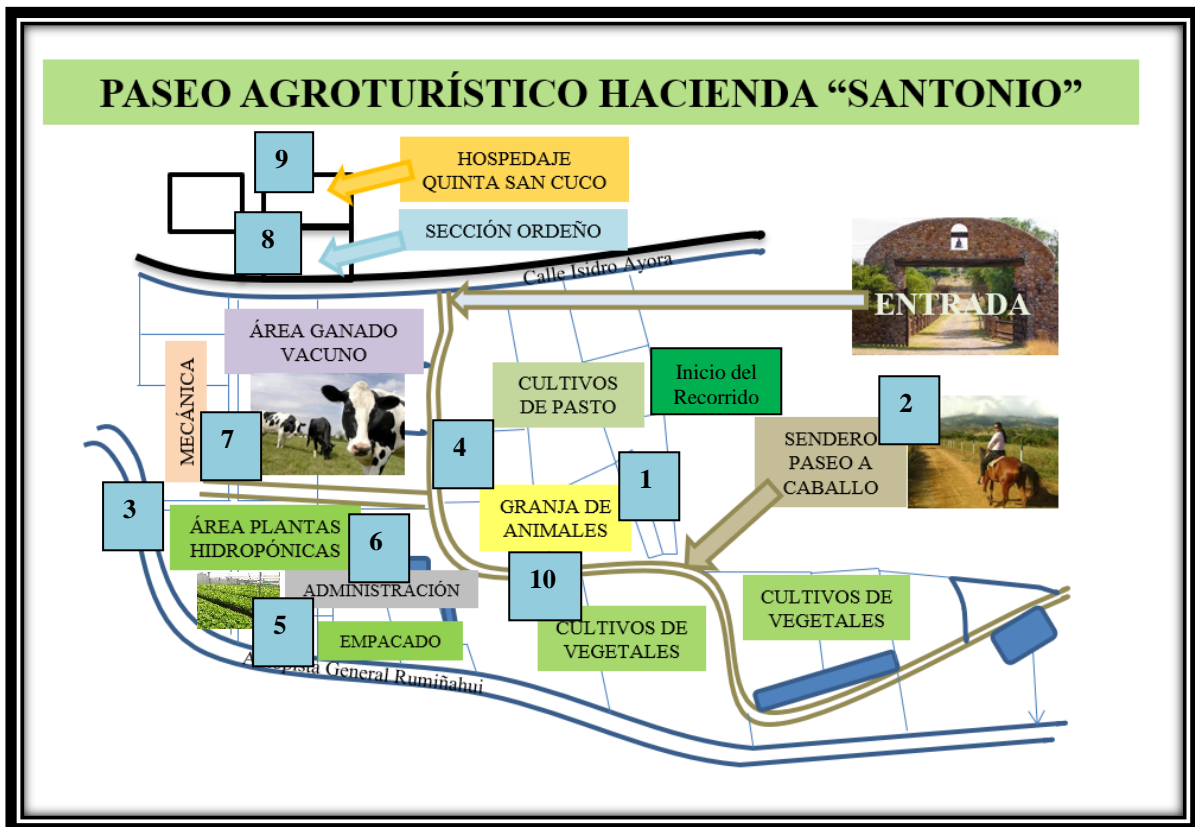 PASEO AGROTURÍSTICO HACIENDA “SANTONIO”
9
HOSPEDAJE
QUINTA SAN CUCO
8
SECCIÓN ORDEÑO
Calle Isidro Ayora
ENTRADA
ÁREA GANADO
VACUNO
MECÁNICA
7
CULTIVOS
DE PASTO
Inicio del
Recorrido
2
SENDERO
PASEO A
CABALLO
4
1
3
GRANJA DE
ANIMALES
ÁREA PLANTAS
HIDROPÓNICAS
6
10
ADMINISTRACIÓN
5
EMPACADO
CULTIVOS DE
VEGETALES
CULTIVOS DE
VEGETALES
General Rumiñahui